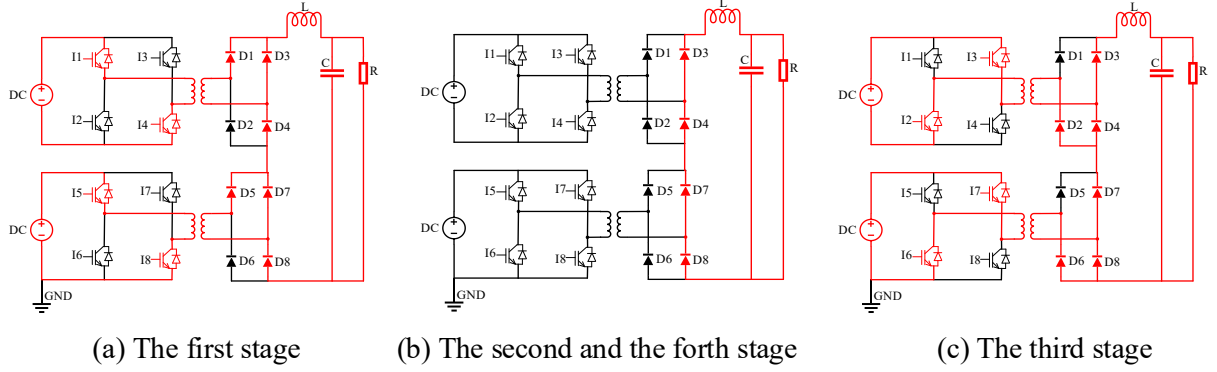 L
I1 I3 D1 D3
C R
DC
I2 I4 D2 D4
I5 I7 D5 D7
DC
I6 I8 D6 D8
GND
(a) The first stage
L
I1 I3 D1 D3
C R
DC
I2 I4 D2 D4
I5 I7 D5 D7
DC
I6 I8 D6 D8
GND
(b) The second and the forth stage
L
I1 I3 D1 D3
C R
DC
I2 I4 D2 D4
I5 I7 D5 D7
DC
I6 I8 D6 D8
GND
(c) The third stage